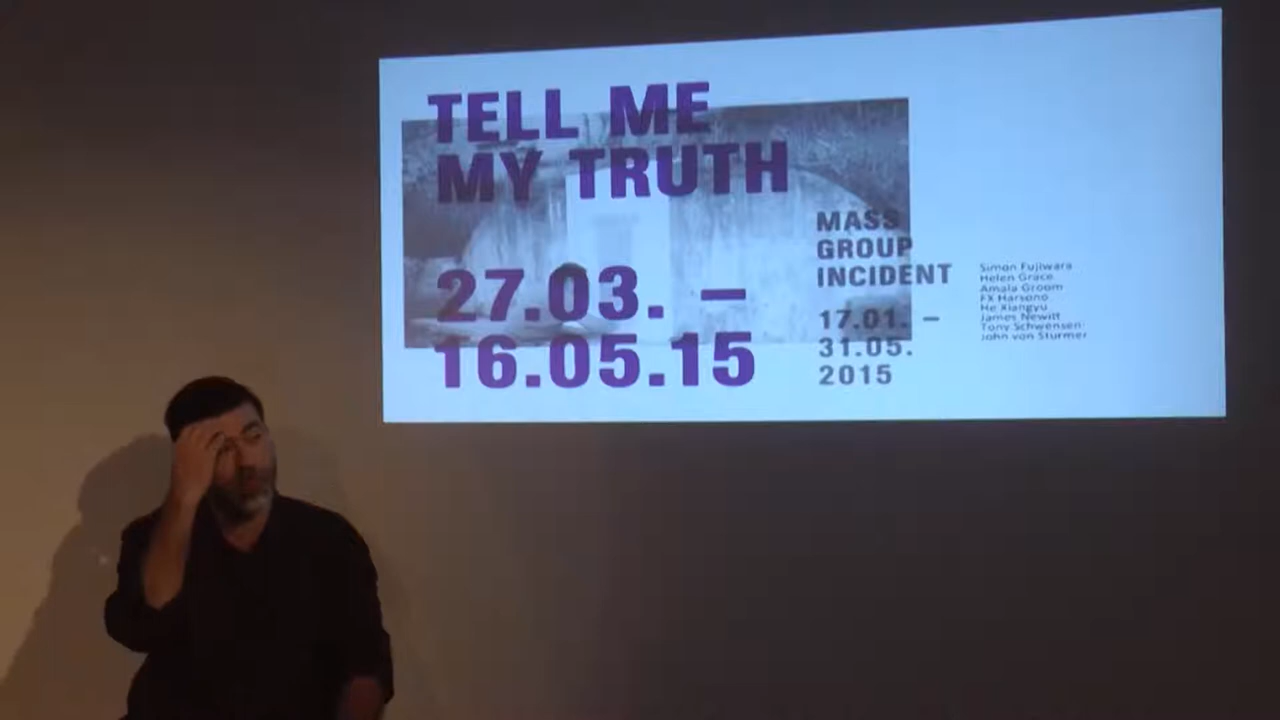 TELL ME
MY TRUTH
27.03. –
16.05.15
MASS
GROUP
INCIDENT
17.01. –
31.05.
2015
Simon Fujiwara
Helen Grace
Amala Groom
FX Harsono
He Xiangyu
James Newitt
Tony Schwensen
John von Sturmer